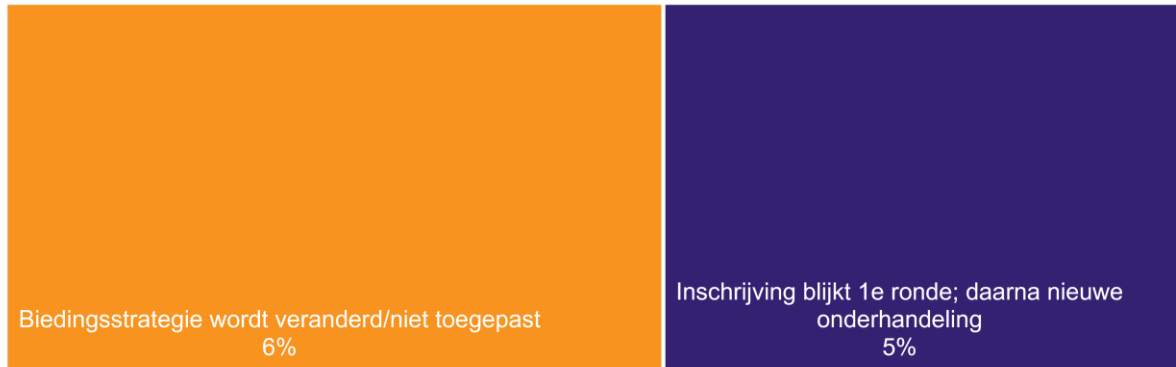 Biedingsstrategie wordt veranderd/niet toegepast
6%
Inschrijving blijkt 1e ronde; daarna nieuwe
onderhandeling
5%